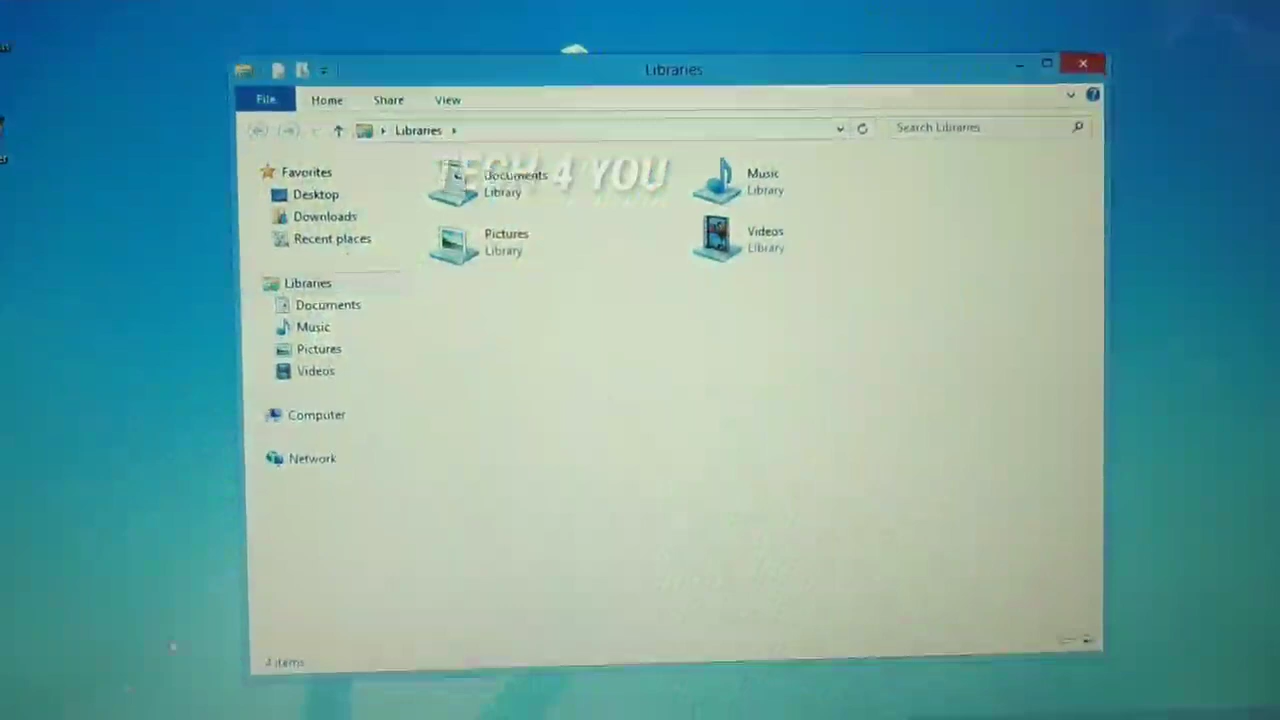 Libraries
File Home Share View
Libraries
Search Libraries
Favorites
Desktop
Downloads
Recent places
Libraries
Documents
Music
Pictures
Videos
Computer
Network
TECH 4 YOU
Documents
Library
Music
Library
Pictures
Library
Videos
Library
4 items